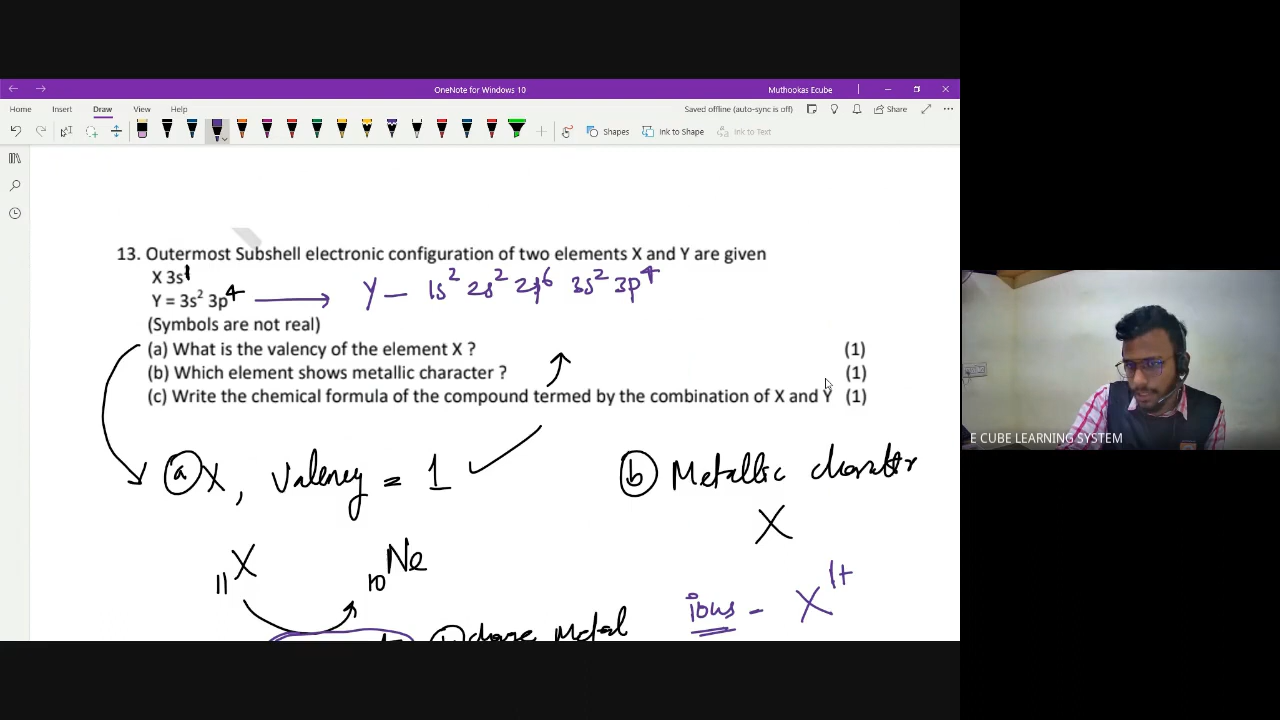 OneNote for Windows 10
Muthookas Ecube
Home Insert Draw View Help
Saved offline (auto-sync is off)
Share
Shapes
Ink to Shape
Ink to Text
13. Outermost Subshell electronic configuration of two elements X and Y are given
X 3s¹
Y = 3s² 3p⁴ Y – 1s² 2s² 2p⁶ 3s² 3p⁴
(Symbols are not real)
(a) What is the valency of the element X ? (1)
(b) Which element shows metallic character ? (1)
(c) Write the chemical formula of the compound termed by the combination of X and Y (1)
(a) X, Valency = 1
(b) Metallic character
X
₁₁X ₁₀Ne
ions – X¹⁺
metal
E CUBE LEARNING SYSTEM